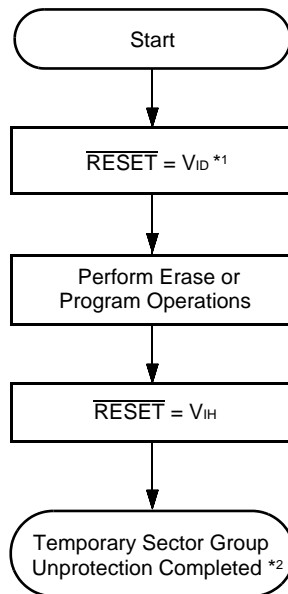 Start
RESET = VID *1
Perform Erase or
Program Operations
RESET = VIH
Temporary Sector Group
Unprotection Completed *2